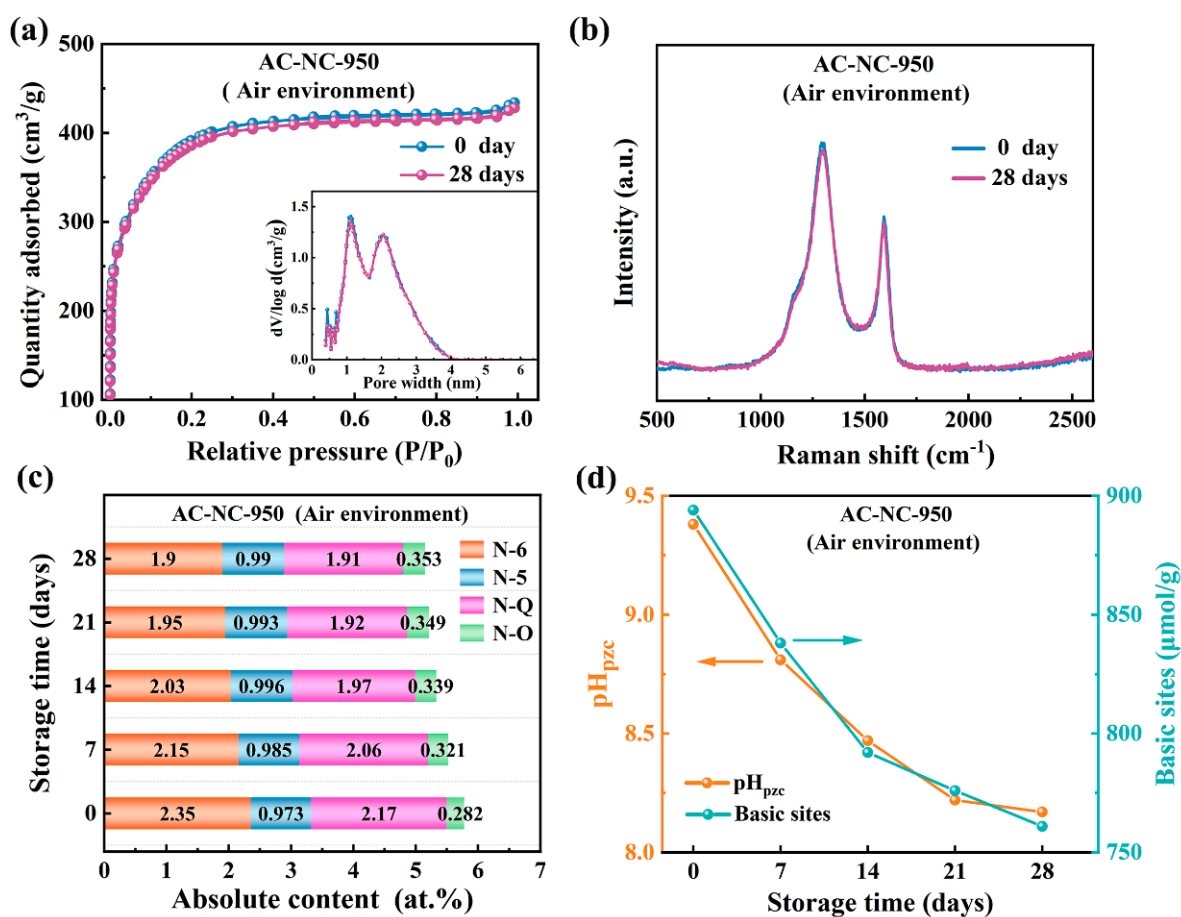 (a)
500
400
300
200
100
Quantity adsorbed (cm³/g)
AC-NC-950
( Air environment)
0 day
28 days
1.5
1.0
0.5
0.0
dV/log d(cm³/g)
0 1 2 3 4 5 6
Pore width (nm)
0.0 0.2 0.4 0.6 0.8 1.0
Relative pressure (P/P₀)
(b)
AC-NC-950
(Air environment)
0 day
28 days
Intensity (a.u.)
500 1000 1500 2000 2500
Raman shift (cm⁻¹)
(c)
AC-NC-950 (Air environment)
Storage time (days)
28 1.9 0.99 1.91 0.353
21 1.95 0.993 1.92 0.349
14 2.03 0.996 1.97 0.339
7 2.15 0.985 2.06 0.321
0 2.35 0.973 2.17 0.282
N-6
N-5
N-Q
N-O
0 1 2 3 4 5 6 7
Absolute content (at.%)
(d)
9.5
9.0
8.5
8.0
pHpzc
AC-NC-950
(Air environment)
pHpzc
Basic sites
900
850
800
750
Basic sites (μmol/g)
0 7 14 21 28
Storage time (days)